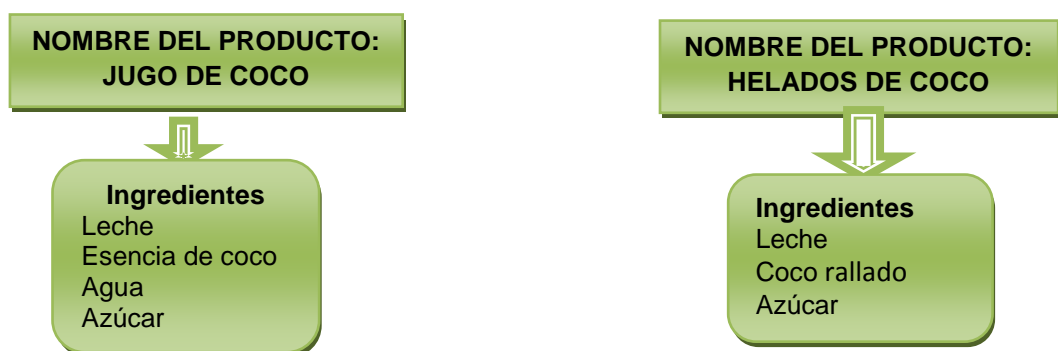 NOMBRE DEL PRODUCTO:
JUGO DE COCO
Ingredientes
Leche
Esencia de coco
Agua
Azúcar
NOMBRE DEL PRODUCTO:
HELADOS DE COCO
Ingredientes
Leche
Coco rallado
Azúcar